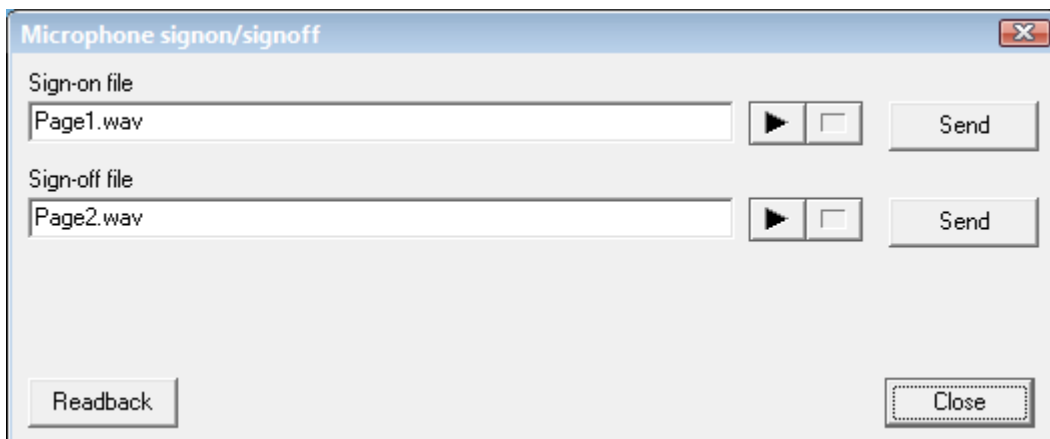 Microphone signon/signoff
Sign-on file
Page1.wav
Send
Sign-off file
Page2.wav
Send
Readback
Close